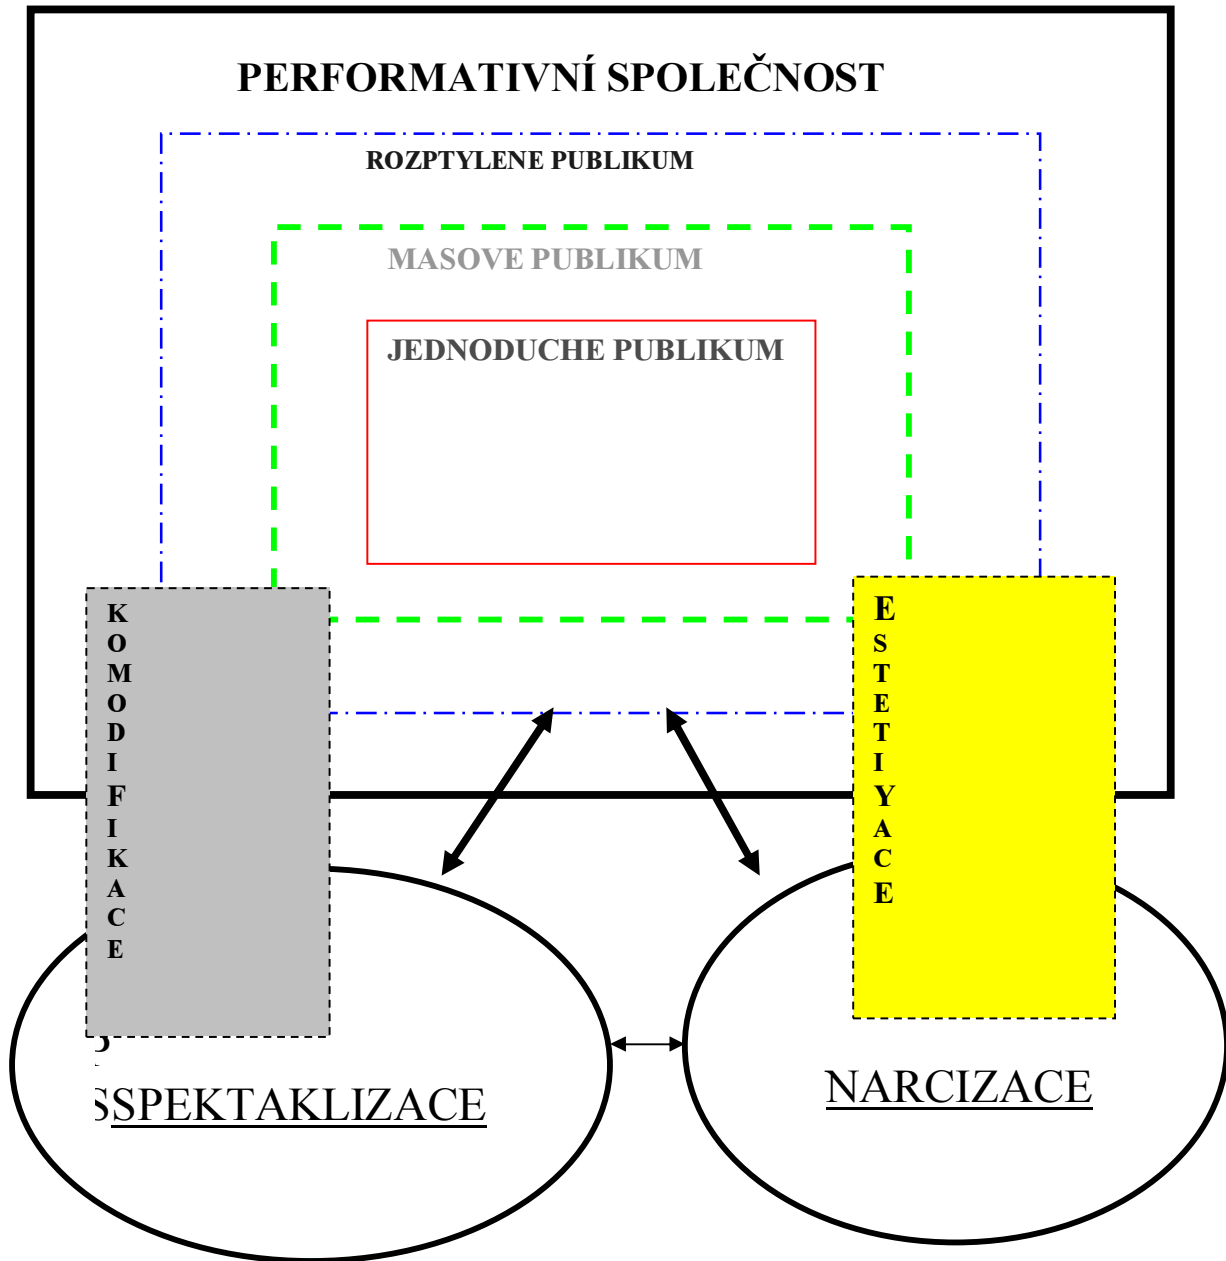 PERFORMATIVNÍ SPOLEČNOST
ROZPTYLENE PUBLIKUM
MASOVE PUBLIKUM
JEDNODUCHE PUBLIKUM
KOMODIFIKACE
ESTETIYACE
SSPEKTAKLIZACE
NARCIZACE